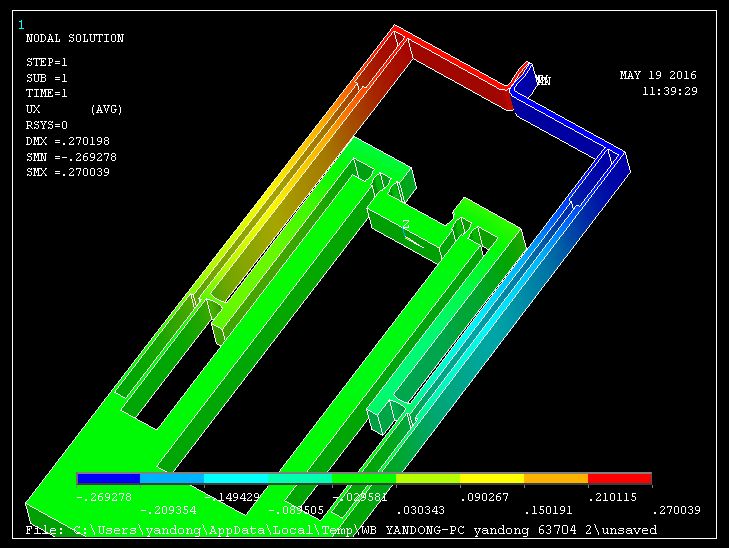 1
NODAL SOLUTION
STEP=1
SUB =1
TIME=1
UX (AVG)
RSYS=0
DMX =.270198
SMN =-.269278
SMX =.270039
MAY 19 2016
11:39:29
MN
Z
-.269278 -.149429 -.029581 .090267 .210115
-.209354 -.089505 .030343 .150191 .270039
File: C:\Users\yandong\AppData\Local\Temp\WB YANDONG-PC yandong 63704 2\unsaved